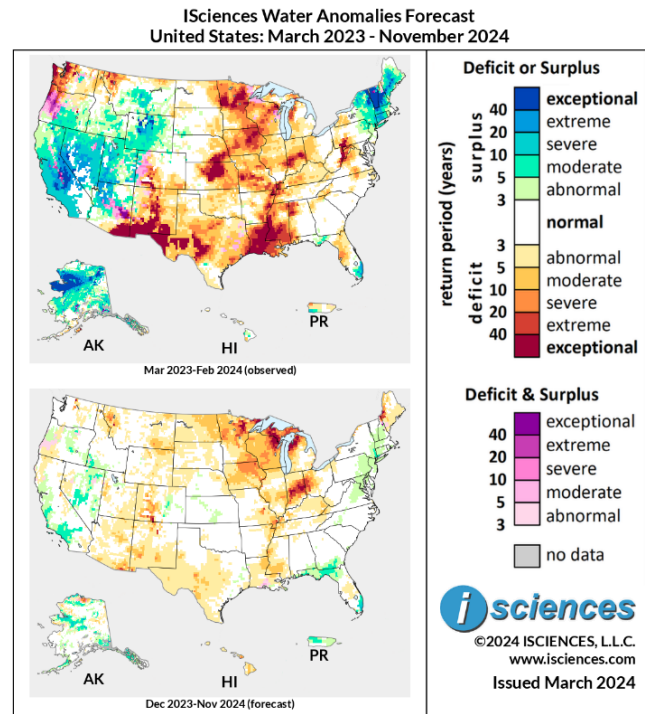 ISciences Water Anomalies Forecast
United States: March 2023 - November 2024
AK
HI
PR
Mar 2023-Feb 2024 (observed)
AK
HI
PR
Dec 2023-Nov 2024 (forecast)
Deficit or Surplus
return period (years)
surplus
deficit
exceptional
40
extreme
20
severe
10
moderate
5
abnormal
3
normal
3
abnormal
5
moderate
10
severe
20
extreme
40
exceptional
Deficit & Surplus
exceptional
40
extreme
20
severe
10
moderate
5
abnormal
3
no data
i sciences
©2024 ISCIENCES, L.L.C.
www.isciences.com
Issued March 2024